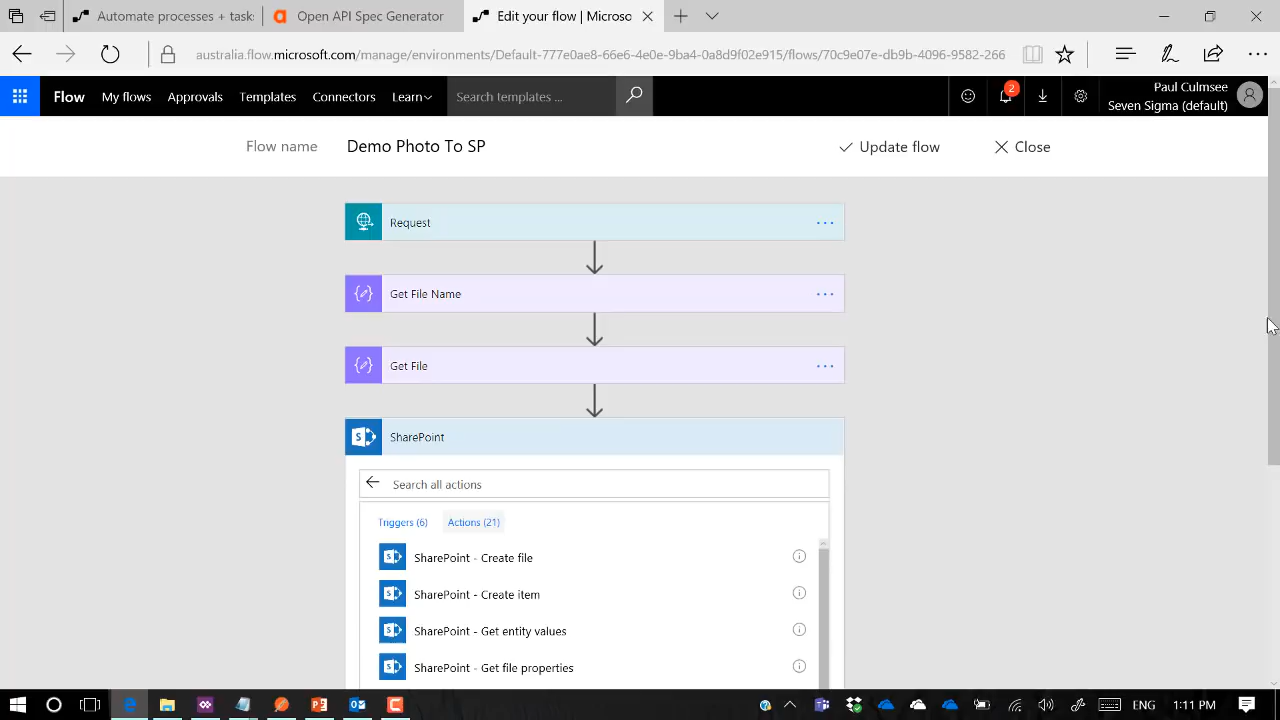 Automate processes + task
Open API Spec Generator
Edit your flow | Microso
australia.flow.microsoft.com/manage/environments/Default-777e0ae8-66e6-4e0e-9ba4-0a8d9f02e915/flows/70c9e07e-db9b-4096-9582-266
Flow
My flows
Approvals
Templates
Connectors
Learn
Search templates ...
2
Paul Culmsee
Seven Sigma (default)
Flow name
Demo Photo To SP
Update flow
Close
Request
Get File Name
Get File
SharePoint
Search all actions
Triggers (6)
Actions (21)
SharePoint - Create file
SharePoint - Create item
SharePoint - Get entity values
SharePoint - Get file properties
ENG
1:11 PM